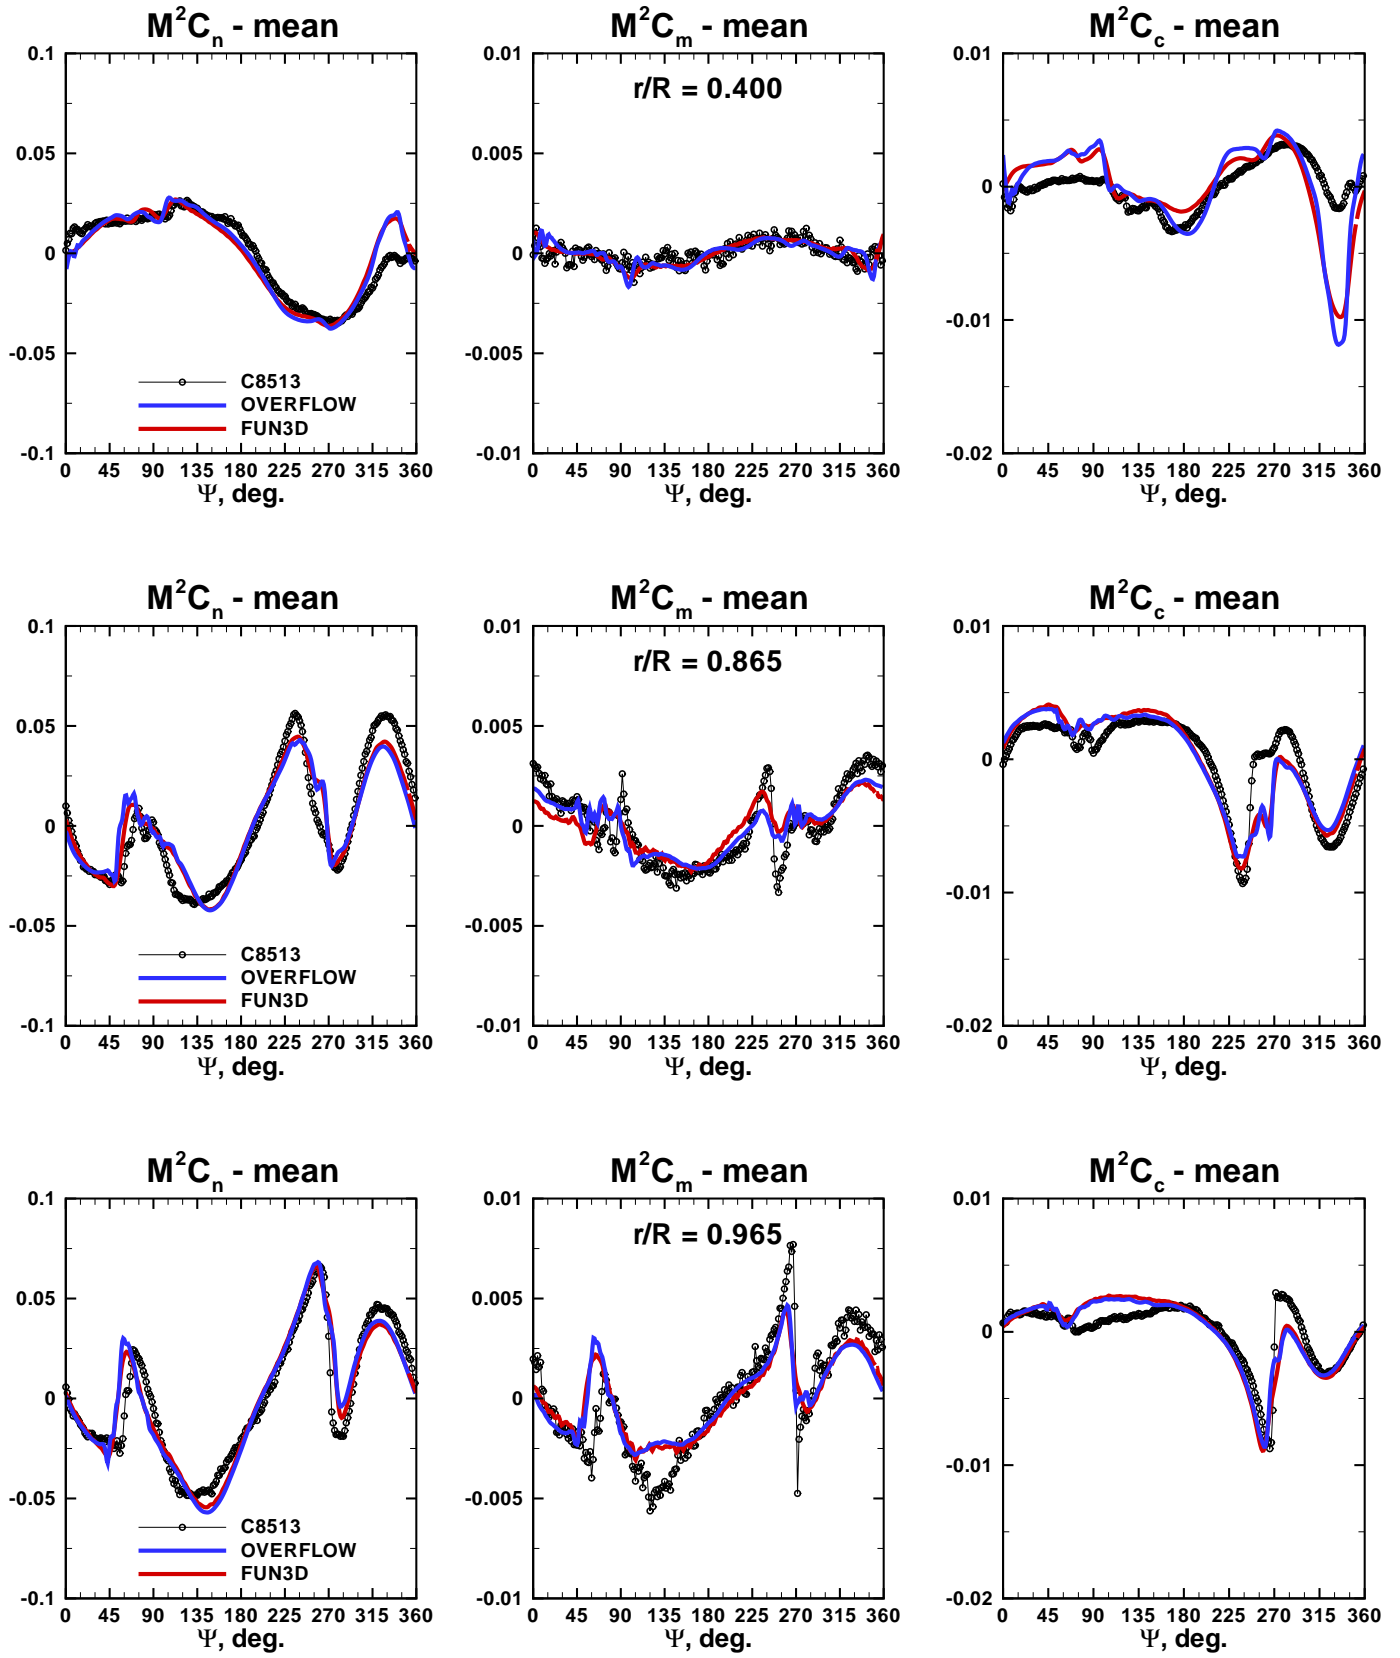 M²Cₙ - mean
M²Cₘ - mean
M²C_c - mean
0.1
0.05
0
-0.05
-0.1
0 45 90 135 180 225 270 315 360
Ψ, deg.
C8513
OVERFLOW
FUN3D
r/R = 0.400
0.01
0.005
0
-0.005
-0.01
0 45 90 135 180 225 270 315 360
Ψ, deg.
0.01
0
-0.01
-0.02
0 45 90 135 180 225 270 315 360
Ψ, deg.
M²Cₙ - mean
M²Cₘ - mean
M²C_c - mean
0.1
0.05
0
-0.05
-0.1
0 45 90 135 180 225 270 315 360
Ψ, deg.
C8513
OVERFLOW
FUN3D
r/R = 0.865
0.01
0.005
0
-0.005
-0.01
0 45 90 135 180 225 270 315 360
Ψ, deg.
0.01
0
-0.01
-0.02
0 45 90 135 180 225 270 315 360
Ψ, deg.
M²Cₙ - mean
M²Cₘ - mean
M²C_c - mean
0.1
0.05
0
-0.05
-0.1
0 45 90 135 180 225 270 315 360
Ψ, deg.
C8513
OVERFLOW
FUN3D
r/R = 0.965
0.01
0.005
0
-0.005
-0.01
0 45 90 135 180 225 270 315 360
Ψ, deg.
0.01
0
-0.01
-0.02
0 45 90 135 180 225 270 315 360
Ψ, deg.